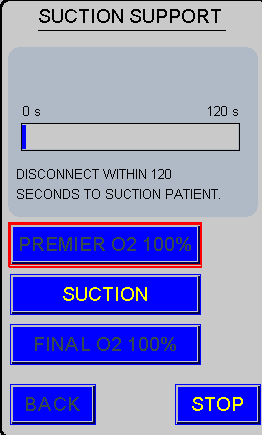 SUCTION SUPPORT
0 s 120 s
DISCONNECT WITHIN 120
SECONDS TO SUCTION PATIENT.
PREMIER O2 100%
SUCTION
FINAL O2 100%
BACK STOP